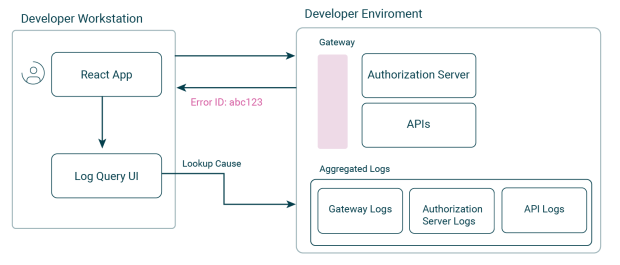 Developer Workstation
Developer Enviroment
React App
Log Query UI
Error ID: abc123
Lookup Cause
Gateway
Authorization Server
APIs
Aggregated Logs
Gateway Logs
Authorization
Server Logs
API Logs